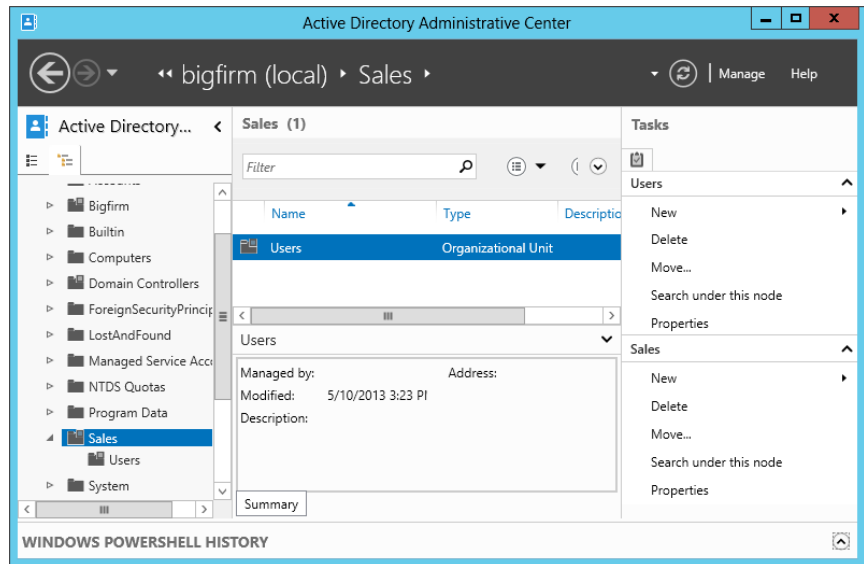 Active Directory Administrative Center
bigfirm (local) Sales
Manage Help
Active Directory...
Bigfirm
Builtin
Computers
Domain Controllers
ForeignSecurityPrincip
LostAndFound
Managed Service Acc
NTDS Quotas
Program Data
Sales
Users
System
Sales (1)
Filter
Name Type Descriptio
Users Organizational Unit
Users
Managed by: Address:
Modified: 5/10/2013 3:23 P
Description:
Summary
Tasks
Users
New
Delete
Move...
Search under this node
Properties
Sales
New
Delete
Move...
Search under this node
Properties
WINDOWS POWERSHELL HISTORY